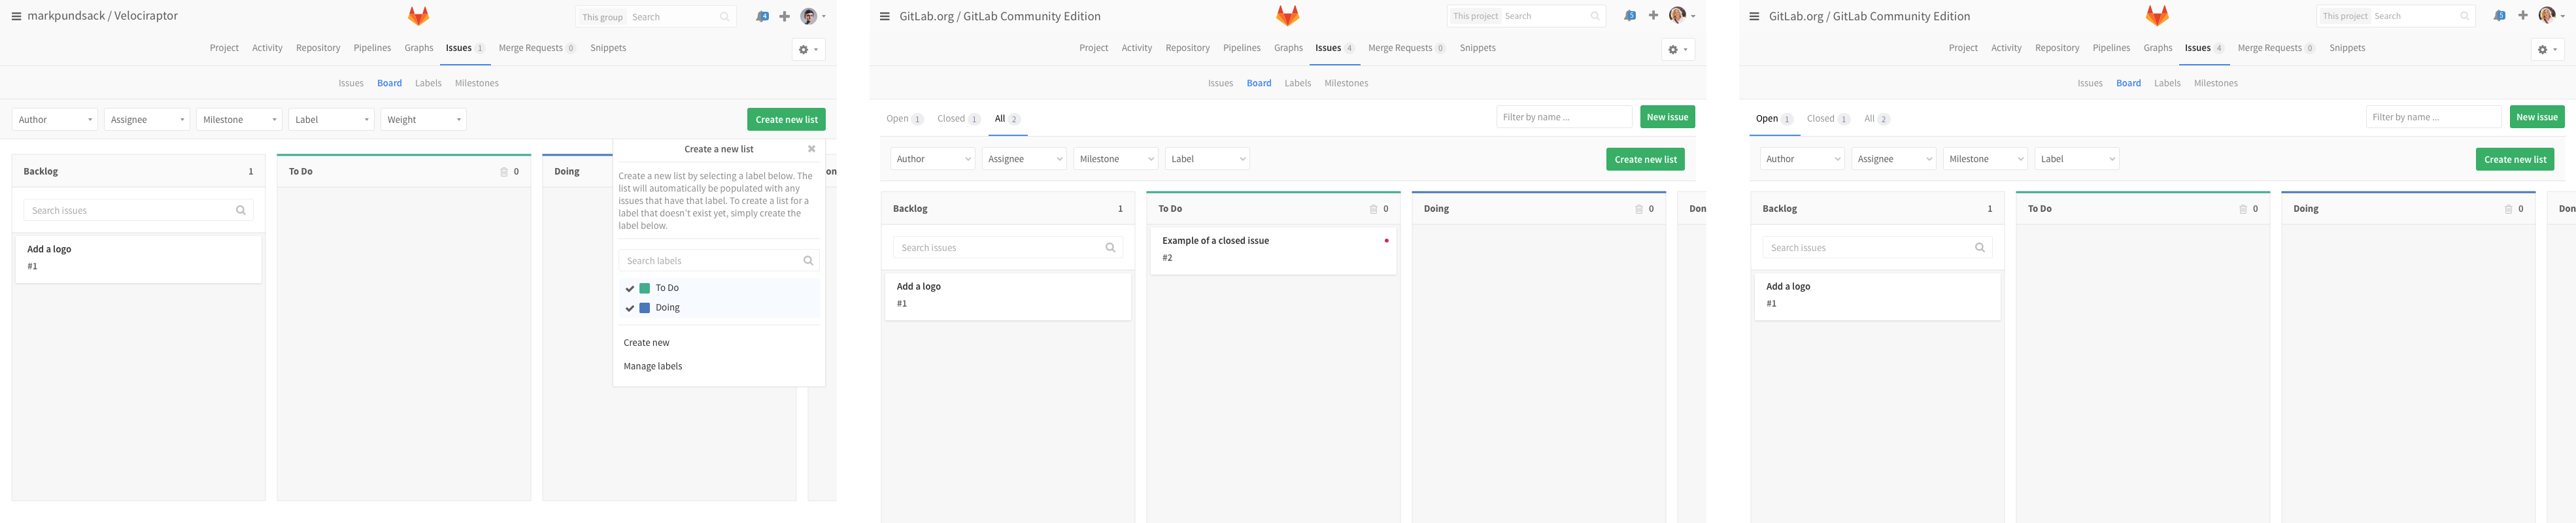 markpundsack / Velociraptor
This group Search
4
Project Activity Repository Pipelines Graphs Issues 1 Merge Requests 0 Snippets
Issues Board Labels Milestones
Author Assignee Milestone Label Weight Create new list
Backlog 1
Search issues
Add a logo
#1
To Do 0
Doing
on
Create a new list
Create a new list by selecting a label below. The
list will automatically be populated with any
issues that have that label. To create a list for a
label that doesn't exist yet, simply create the
label below.
Search labels
To Do
Doing
Create new
Manage labels
GitLab.org / GitLab Community Edition
This project Search
5
Project Activity Repository Pipelines Graphs Issues 4 Merge Requests 0 Snippets
Issues Board Labels Milestones
Open 1 Closed 1 All 2 Filter by name ... New issue
Author Assignee Milestone Label Create new list
Backlog 1
Search issues
Add a logo
#1
To Do 0
Example of a closed issue
#2
Doing 0
Don
GitLab.org / GitLab Community Edition
This project Search
5
Project Activity Repository Pipelines Graphs Issues 4 Merge Requests 0 Snippets
Issues Board Labels Milestones
Open 1 Closed 1 All 2 Filter by name ... New issue
Author Assignee Milestone Label Create new list
Backlog 1
Search issues
Add a logo
#1
To Do 0
Doing 0
Don